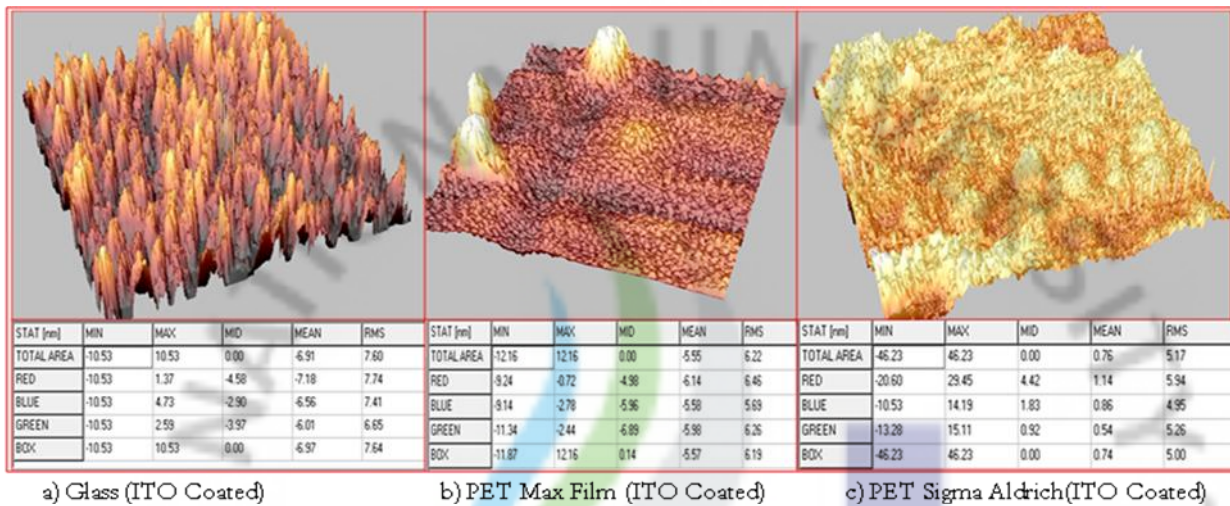 STAT [nm] MIN MAX MID MEAN RMS
TOTAL AREA -10.53 10.53 0.00 -6.91 7.60
RED -10.53 1.37 -4.58 -7.18 7.74
BLUE -10.53 4.73 -2.90 -6.56 7.41
GREEN -10.53 2.59 -3.97 -6.01 6.65
BOX -10.53 10.53 0.00 -6.97 7.64
STAT [nm] MIN MAX MID MEAN RMS
TOTAL AREA -12.16 12.16 0.00 -5.55 6.22
RED -9.24 -0.72 -4.98 -6.14 6.46
BLUE -9.14 -2.78 -5.96 -5.58 5.69
GREEN -11.34 -2.44 -6.89 -5.98 6.26
BOX -11.87 12.16 0.14 -5.57 6.19
STAT [nm] MIN MAX MID MEAN RMS
TOTAL AREA -46.23 46.23 0.00 0.76 5.17
RED -20.60 29.45 4.42 1.14 5.94
BLUE -10.53 14.19 1.83 0.86 4.95
GREEN -13.28 15.11 0.92 0.54 5.26
BOX -46.23 46.23 0.00 0.74 5.00
a) Glass (ITO Coated)
b) PET Max Film (ITO Coated)
c) PET Sigma Aldrich(ITO Coated)